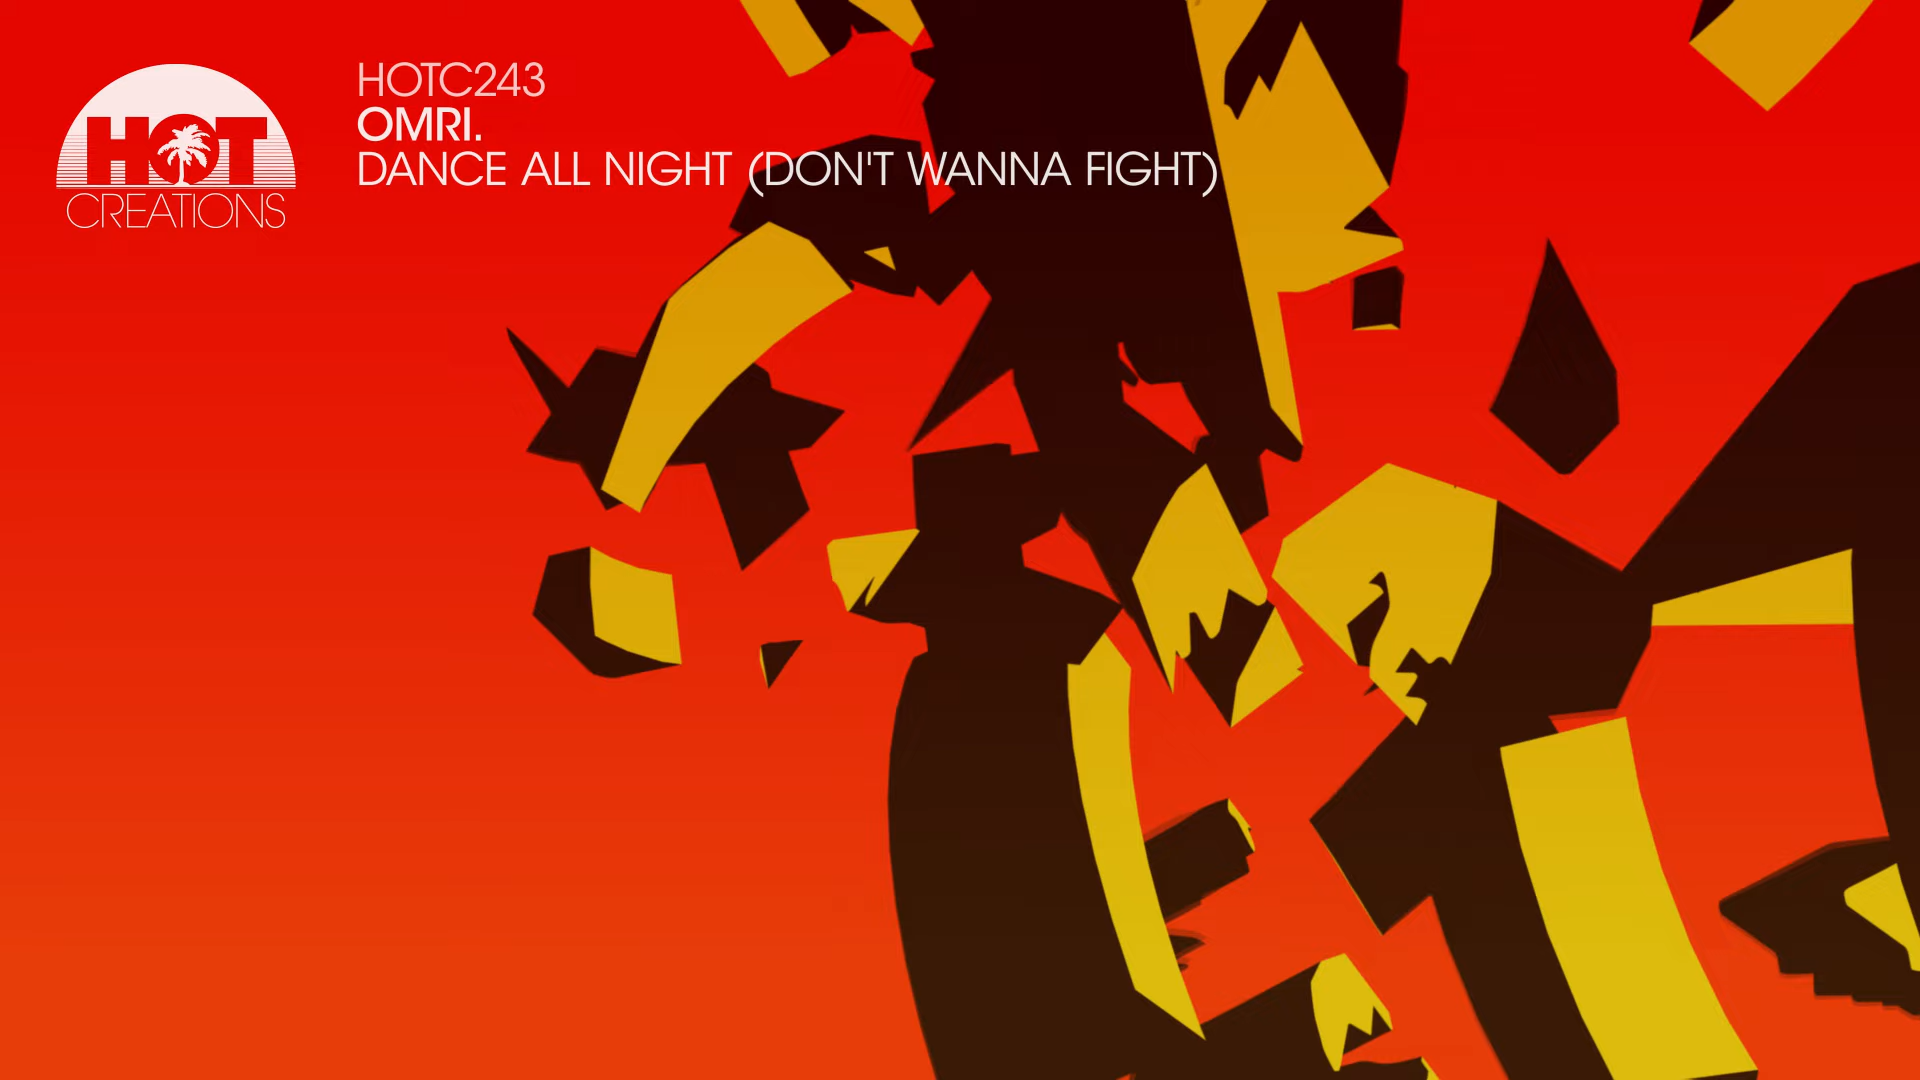 HOT
CREATIONS
HOTC243
OMRI.
DANCE ALL NIGHT (DON'T WANNA FIGHT)